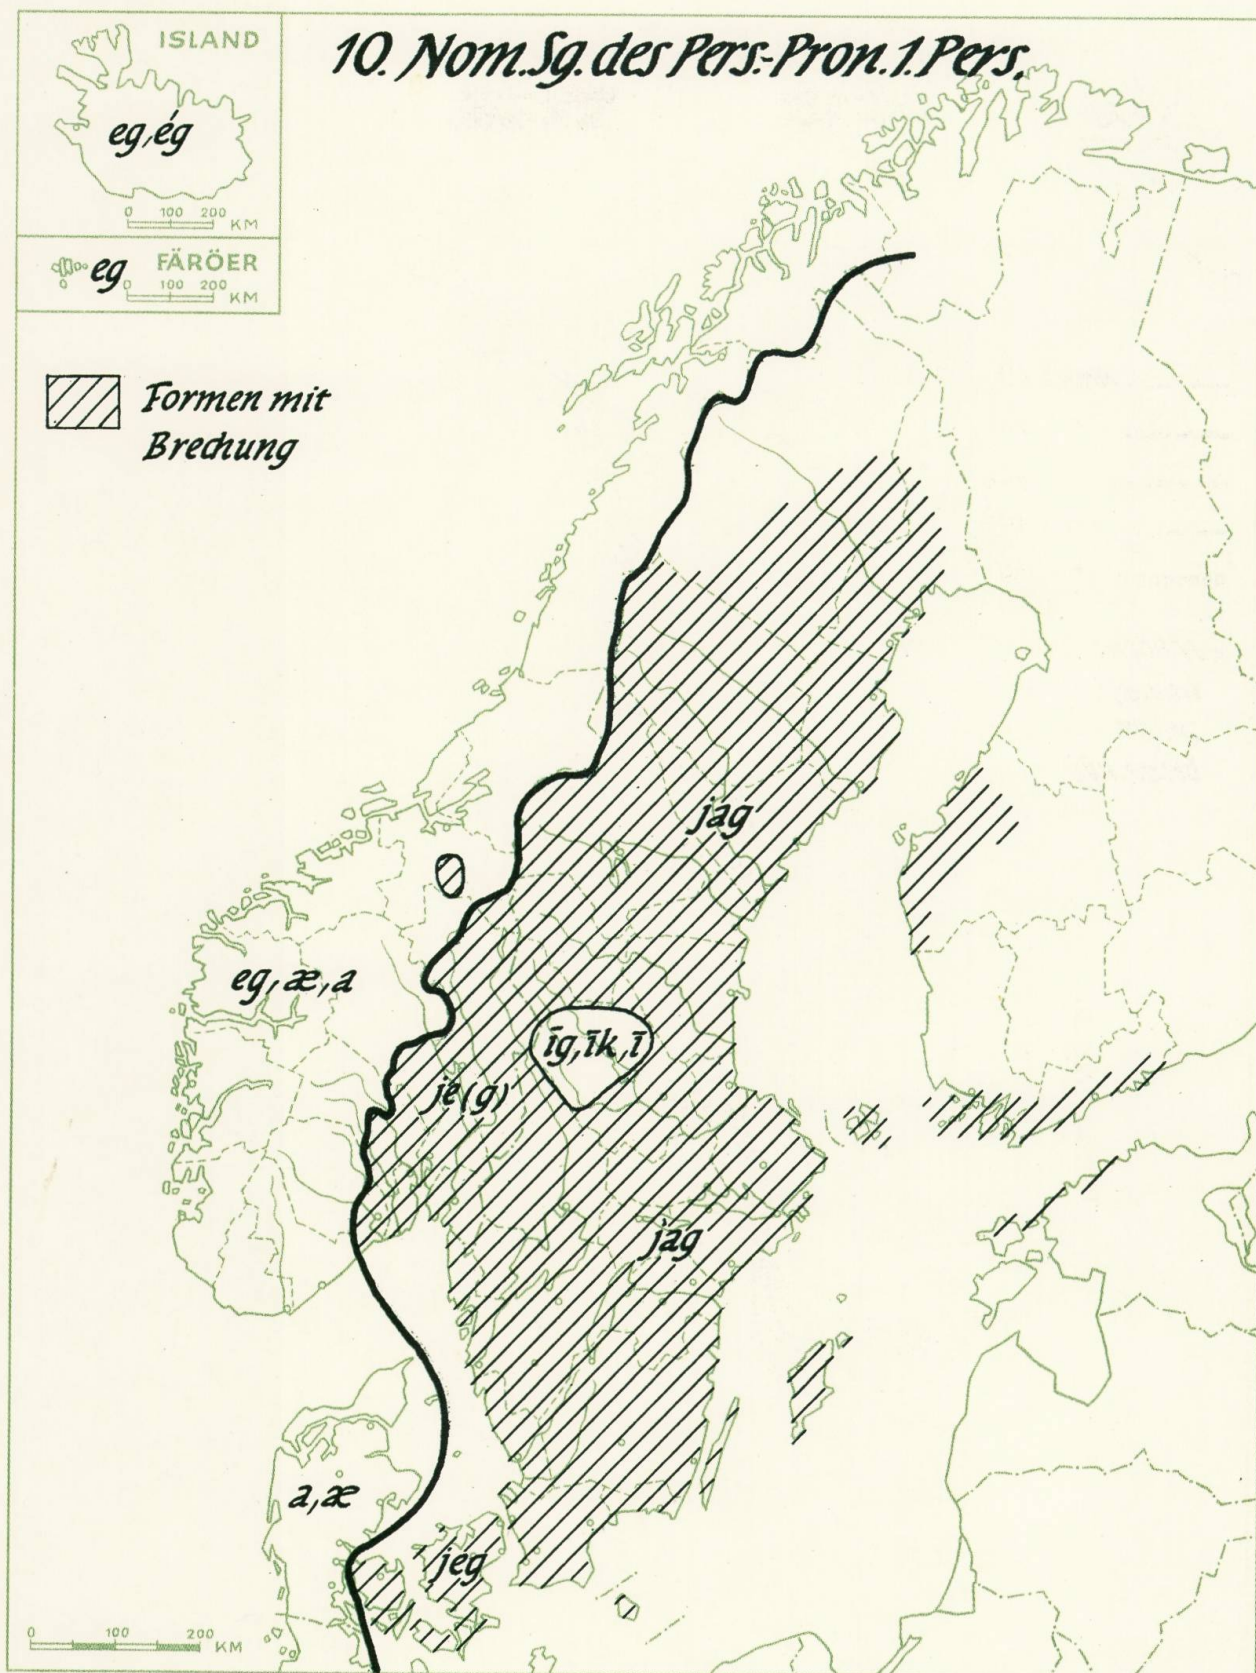 10. Nom. Sg. des Pers.-Pron. 1. Pers.
ISLAND
eg, ég
0 100 200
KM
FÄRÖER
eg
0 100 200
KM
Formen mit
Brechung
jag
eg, æ, a
īg, īk, ī
je(g)
jag
a, æ
jeg
0 100 200 KM